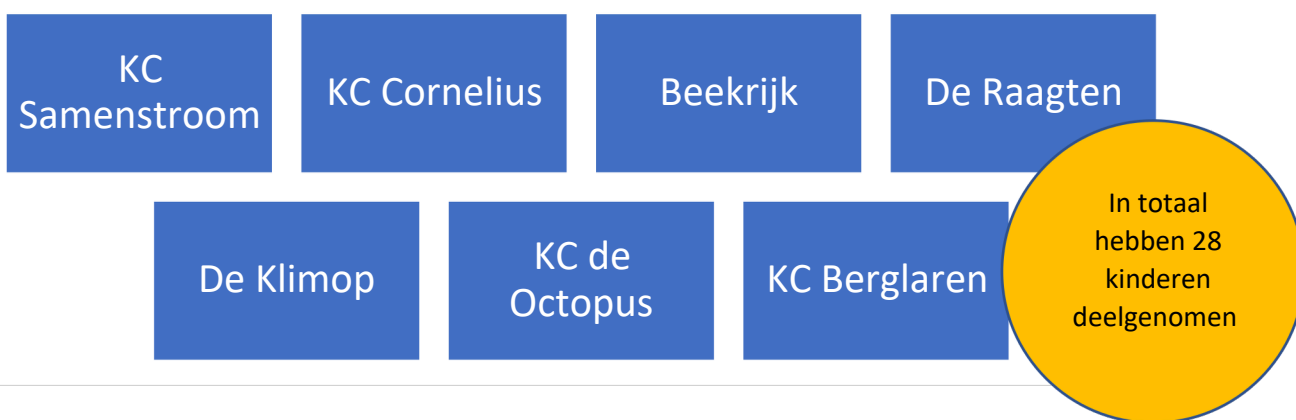 KC
Samenstroom
KC Cornelius
Beekrijk
De Raagten
De Klimop
KC de
Octopus
KC Berglaren
In totaal
hebben 28
kinderen
deelgenomen